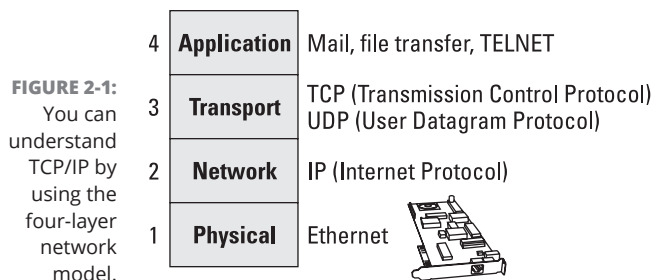 FIGURE 2-1:
You can
understand
TCP/IP by
using the
four-layer
network
model.
4 Application Mail, file transfer, TELNET
3 Transport TCP (Transmission Control Protocol)
UDP (User Datagram Protocol)
2 Network IP (Internet Protocol)
1 Physical Ethernet